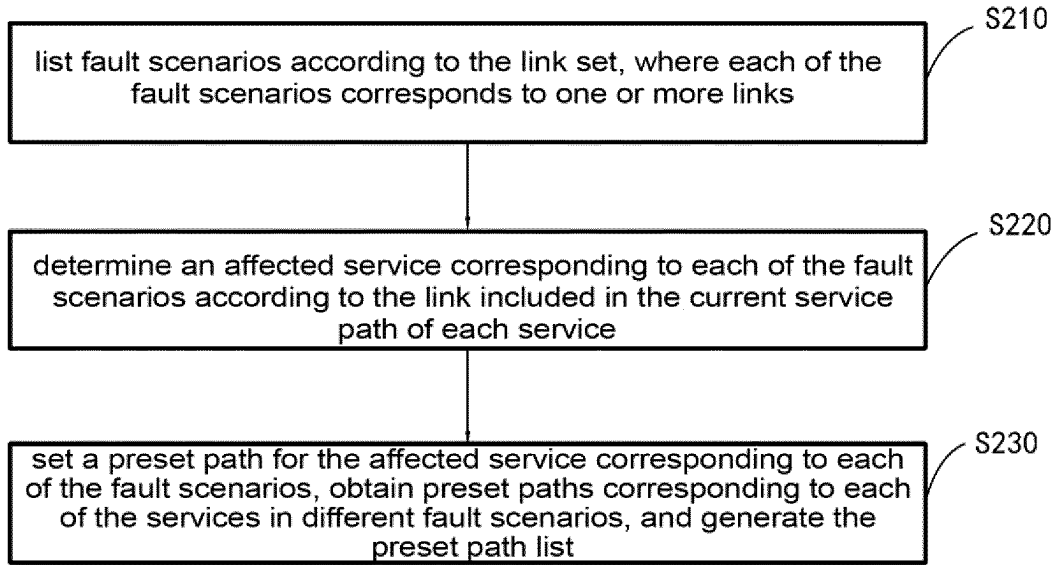 S210
list fault scenarios according to the link set, where each of the
fault scenarios corresponds to one or more links
S220
determine an affected service corresponding to each of the fault
scenarios according to the link included in the current service
path of each service
S230
set a preset path for the affected service corresponding to each
of the fault scenarios, obtain preset paths corresponding to each
of the services in different fault scenarios, and generate the
preset path list